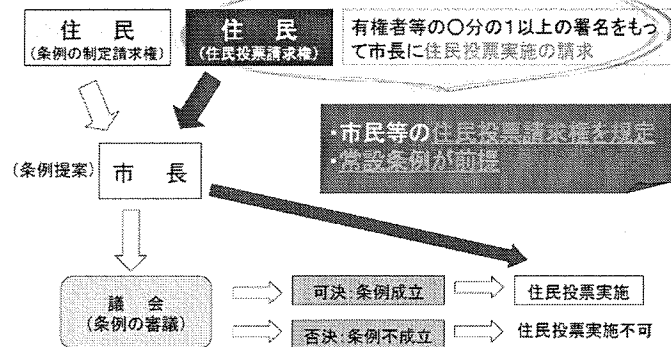 住 民
(条例の制定請求権)
住 民
(住民投票請求権)
有権者等の〇分の1以上の署名をもっ
て市長に住民投票実施の請求
・市民等の住民投票請求権を規定
・常設条例が前提
(条例提案)
市 長
議 会
(条例の審議)
可決:条例成立
住民投票実施
否決:条例不成立
住民投票実施不可